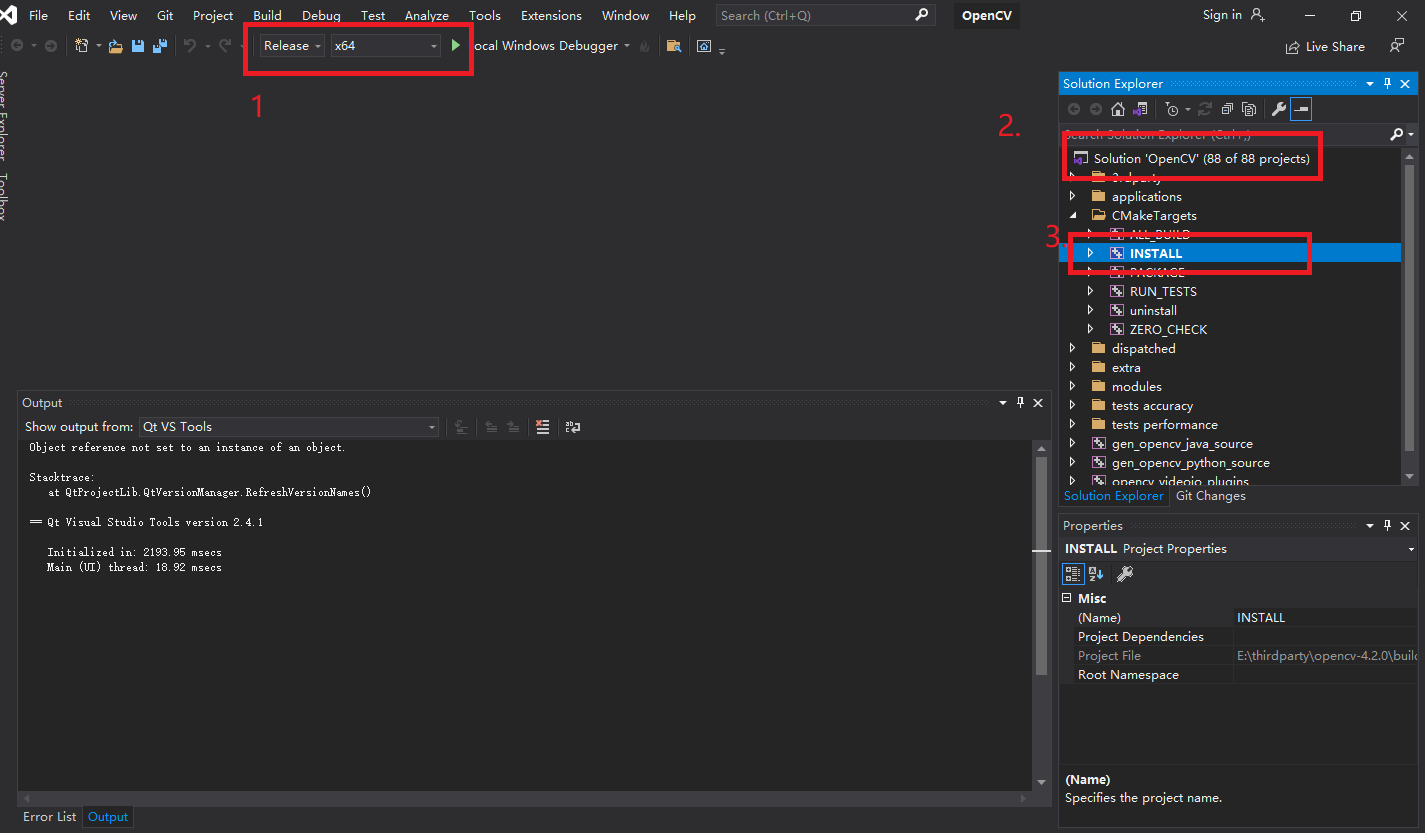 File Edit View Git Project Build Debug Test Analyze Tools Extensions Window Help Search (Ctrl+Q) OpenCV Sign in
Release x64 ocal Windows Debugger Live Share
1
Server Explorer
Toolbox
Solution Explorer
2.
Search Solution Explorer (Ctrl+;)
Solution 'OpenCV' (88 of 88 projects)
3rdparty
applications
CMakeTargets
3
ALL_BUILD
INSTALL
PACKAGE
RUN_TESTS
uninstall
ZERO_CHECK
dispatched
extra
modules
tests accuracy
tests performance
gen_opencv_java_source
gen_opencv_python_source
opencv_videoio_plugins
Solution Explorer Git Changes
Output
Show output from: Qt VS Tools
Object reference not set to an instance of an object.
Stacktrace:
at QtProjectLib.QtVersionManager.RefreshVersionNames()
== Qt Visual Studio Tools version 2.4.1
Initialized in: 2193.95 msecs
Main (UI) thread: 18.92 msecs
Error List Output
Properties
INSTALL Project Properties
Misc
(Name) INSTALL
Project Dependencies
Project File E:\thirdparty\opencv-4.2.0\build
Root Namespace
(Name)
Specifies the project name.